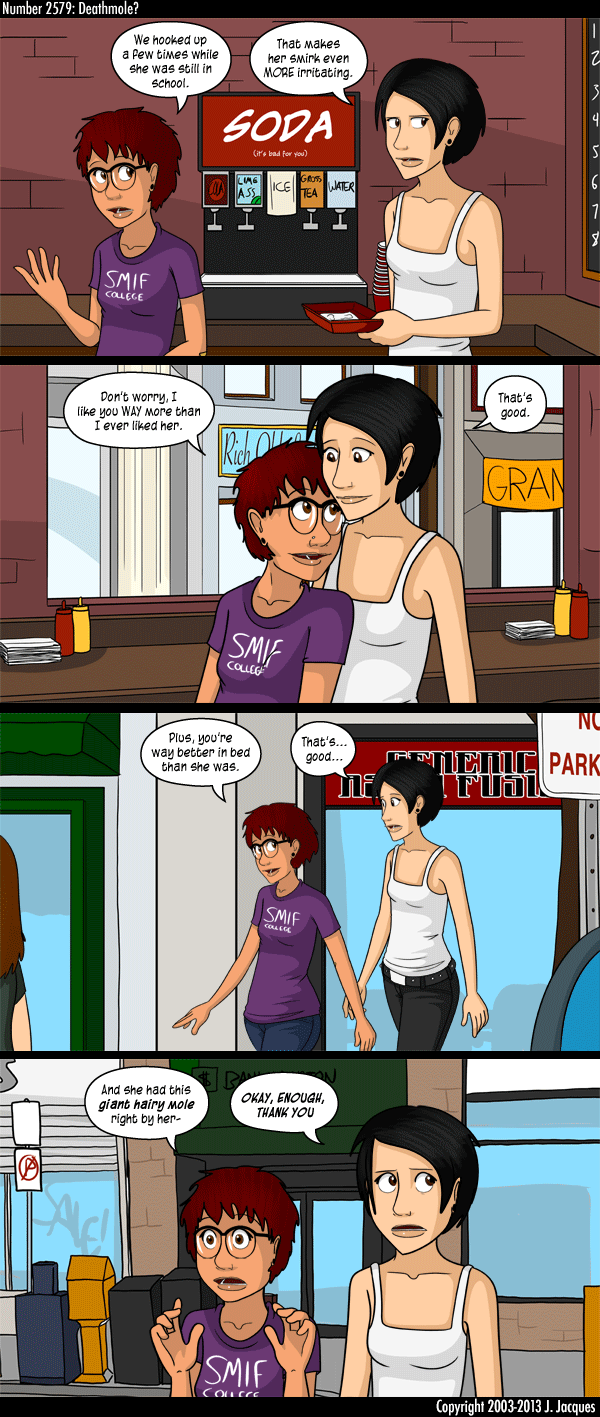 Number 2579: Deathmole?
We hooked up
a few times while
she was still in
school.
That makes
her smirk even
MORE irritating.
SODA
(it's bad for you)
LIME
ASS
ICE
GROSS
TEA
WATER
1
2
3
4
5
6
7
8
SMIF
COLLEGE
Don't worry, I
like you WAY more than
I ever liked her.
That's
good.
Rich
GRAN
SMIF
COLLEGE
Plus, you're
way better in bed
than she was.
That's...
good...
GENERIC
FUSI
NO
PARK
SMIF
COLLEGE
And she had this
giant hairy mole
right by her-
OKAY, ENOUGH,
THANK YOU
$
P
SALE!
SMIF
COLLEGE
Copyright 2003-2013 J. Jacques